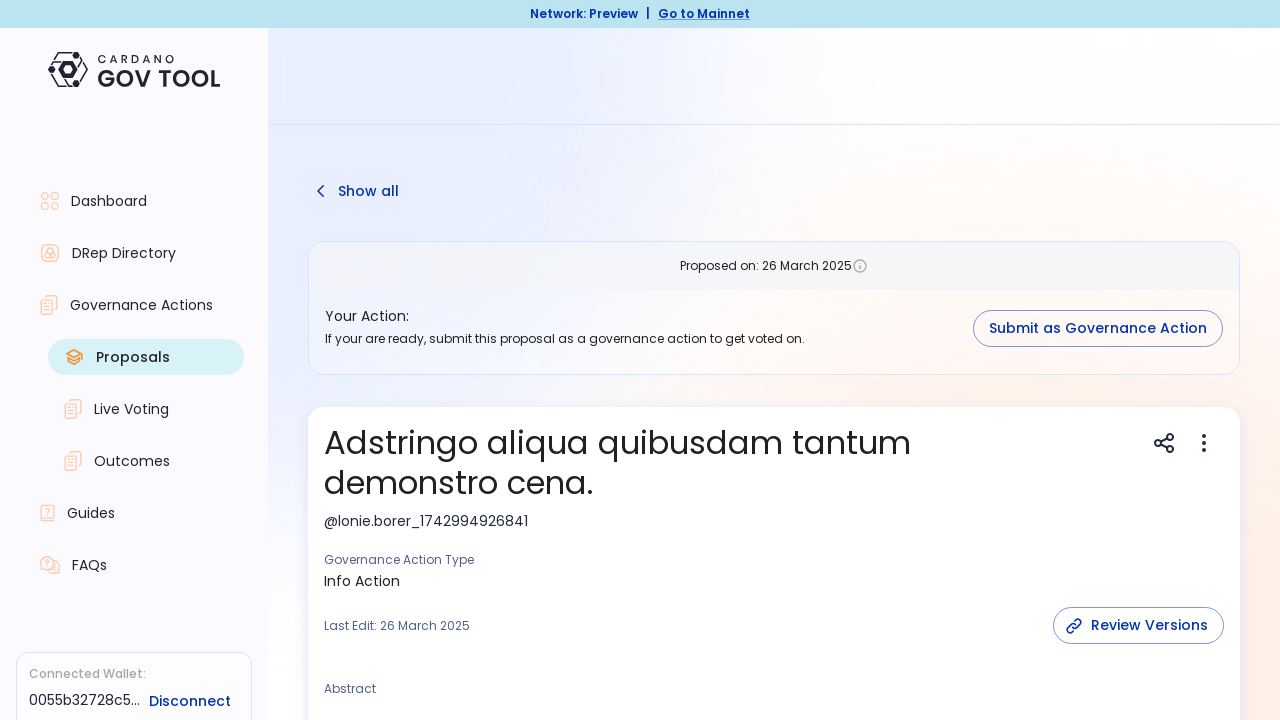 Network: Preview | Go to Mainnet
CARDANO
GOV TOOL
Dashboard
DRep Directory
Governance Actions
Proposals
Live Voting
Outcomes
Guides
FAQs
Connected Wallet:
0055b32728c5... Disconnect
Show all
Proposed on: 26 March 2025
Your Action:
If your are ready, submit this proposal as a governance action to get voted on.
Submit as Governance Action
Adstringo aliqua quibusdam tantum
demonstro cena.
@lonie.borer_1742994926841
Governance Action Type
Info Action
Last Edit: 26 March 2025
Review Versions
Abstract